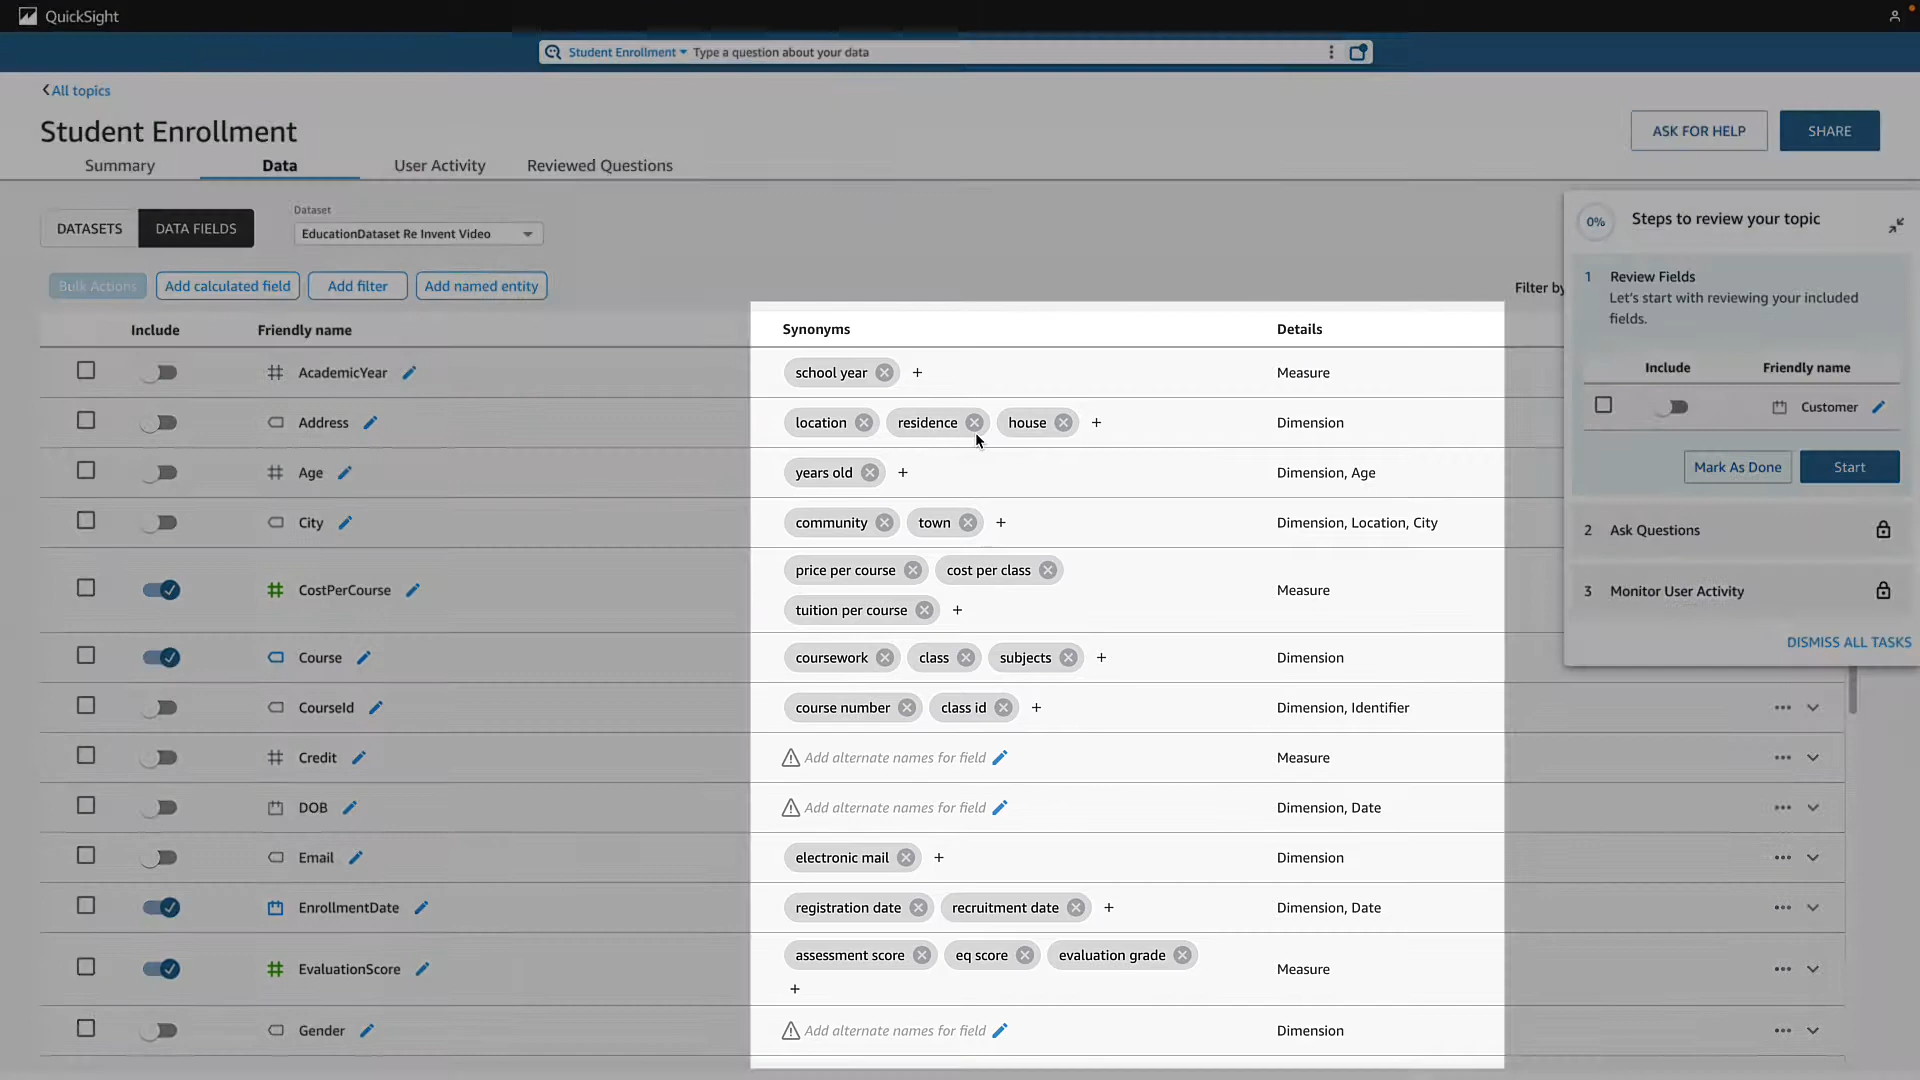 QuickSight
Student Enrollment Type a question about your data
All topics
Student Enrollment
ASK FOR HELP
SHARE
Summary
Data
User Activity
Reviewed Questions
DATASETS
DATA FIELDS
Dataset
EducationDataset Re Invent Video
Bulk Actions
Add calculated field
Add filter
Add named entity
Filter by
Include Friendly name Synonyms Details
AcademicYear school year + Measure
Address location residence house + Dimension
Age years old + Dimension, Age
City community town + Dimension, Location, City
CostPerCourse price per course cost per class Measure
tuition per course +
Course coursework class subjects + Dimension
CourseId course number class id + Dimension, Identifier
Credit Add alternate names for field Measure
DOB Add alternate names for field Dimension, Date
Email electronic mail + Dimension
EnrollmentDate registration date recruitment date + Dimension, Date
EvaluationScore assessment score eq score evaluation grade Measure
+
Gender Add alternate names for field Dimension
0% Steps to review your topic
1 Review Fields
Let's start with reviewing your included
fields.
Include Friendly name
Customer
Mark As Done
Start
2 Ask Questions
3 Monitor User Activity
DISMISS ALL TASKS